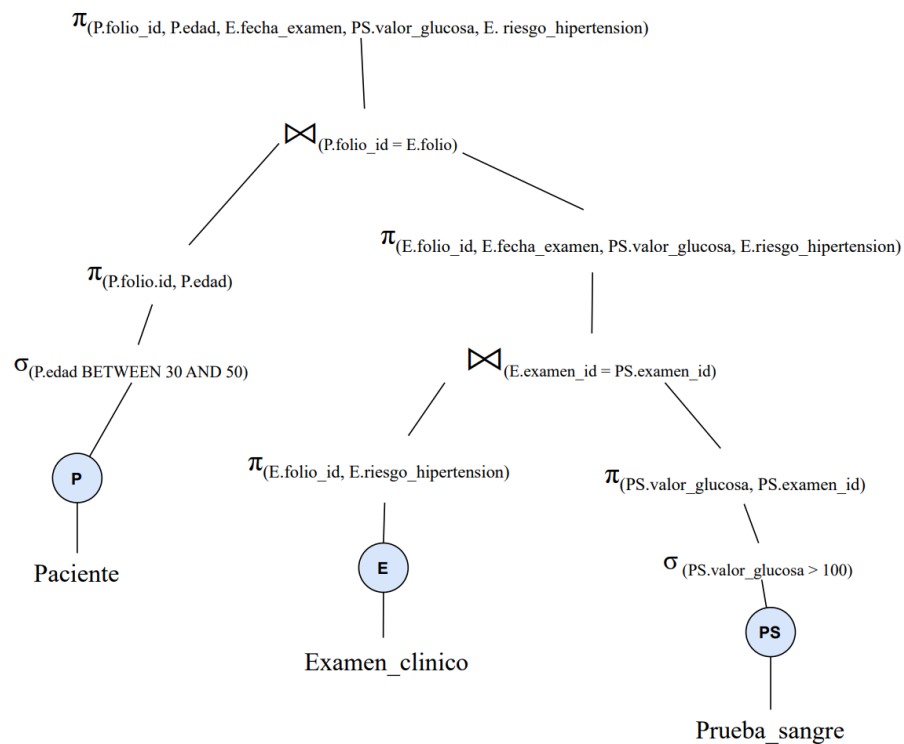 π(P.folio_id, P.edad, E.fecha_examen, PS.valor_glucosa, E. riesgo_hipertension)
⋈(P.folio_id = E.folio)
π(E.folio_id, E.fecha_examen, PS.valor_glucosa, E.riesgo_hipertension)
π(P.folio.id, P.edad)
σ(P.edad BETWEEN 30 AND 50)
⋈(E.examen_id = PS.examen_id)
P
π(E.folio_id, E.riesgo_hipertension)
π(PS.valor_glucosa, PS.examen_id)
Paciente
E
σ (PS.valor_glucosa > 100)
PS
Examen_clinico
Prueba_sangre